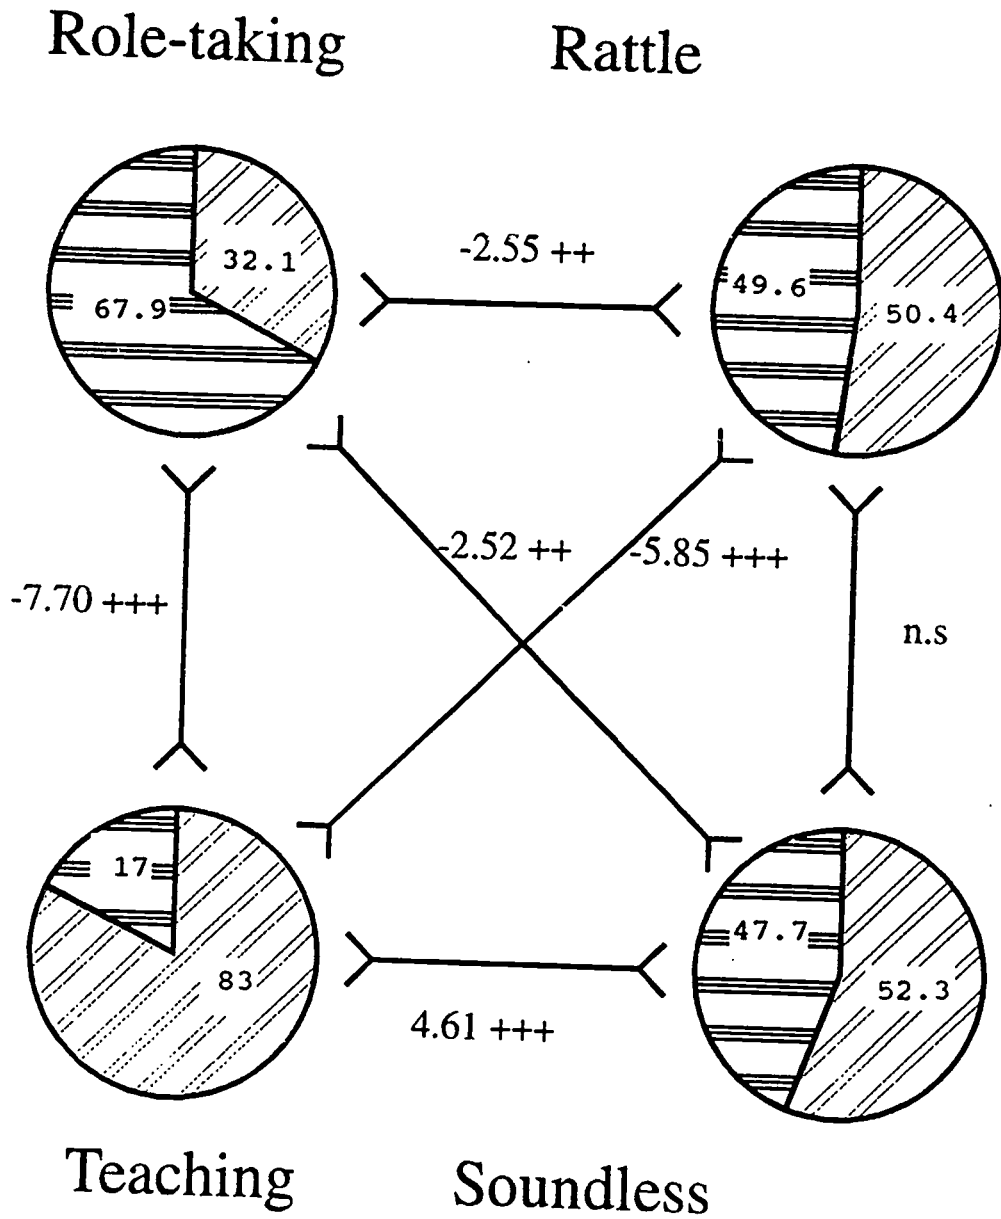 Role-taking
Rattle
32.1
67.9
-2.55 ++
49.6
50.4
-7.70 +++
-2.52 ++
-5.85 +++
n.s
17
83
4.61 +++
47.7
52.3
Teaching
Soundless